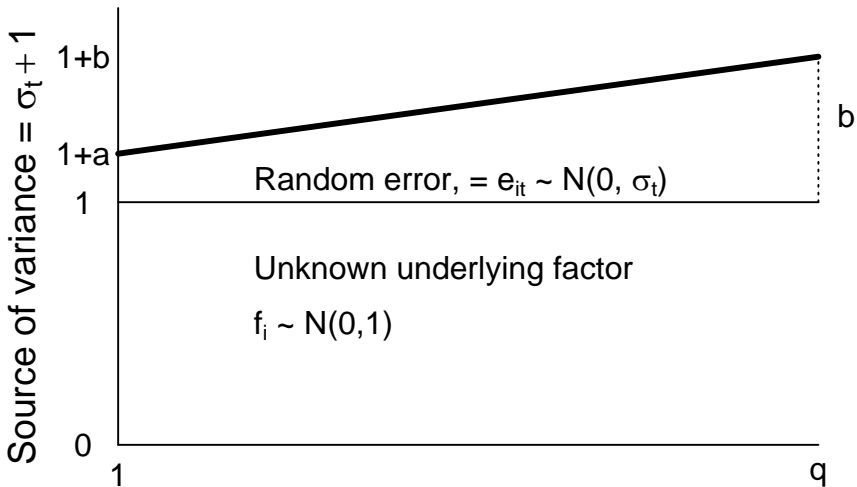 Source of variance = σt + 1
1+b
b
1+a
Random error, = eit ~ N(0, σt)
1
Unknown underlying factor
fi ~ N(0,1)
0
1
q